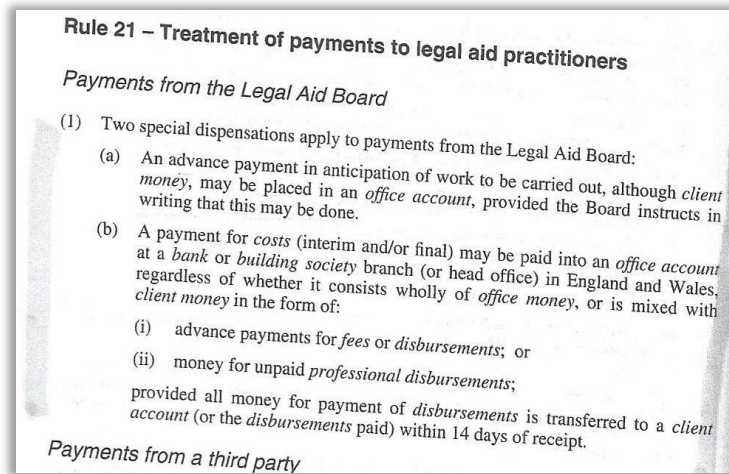 Rule 21 – Treatment of payments to legal aid practitioners
Payments from the Legal Aid Board
(1) Two special dispensations apply to payments from the Legal Aid Board:
(a) An advance payment in anticipation of work to be carried out, although client
money, may be placed in an office account, provided the Board instructs in
writing that this may be done.
(b) A payment for costs (interim and/or final) may be paid into an office account
at a bank or building society branch (or head office) in England and Wales,
regardless of whether it consists wholly of office money, or is mixed with
client money in the form of:
(i) advance payments for fees or disbursements; or
(ii) money for unpaid professional disbursements;
provided all money for payment of disbursements is transferred to a client
account (or the disbursements paid) within 14 days of receipt.
Payments from a third party